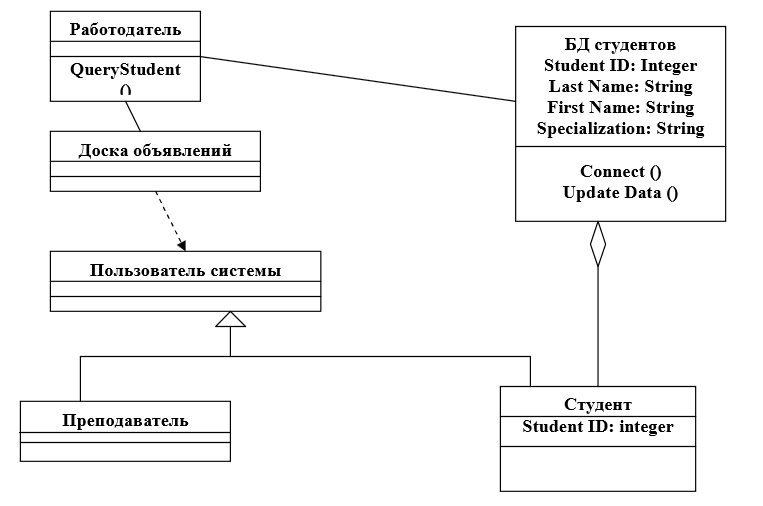 Работодатель
QueryStudent
()
БД студентов
Student ID: Integer
Last Name: String
First Name: String
Specialization: String
Connect ()
Update Data ()
Доска объявлений
Пользователь системы
Преподаватель
Студент
Student ID: integer